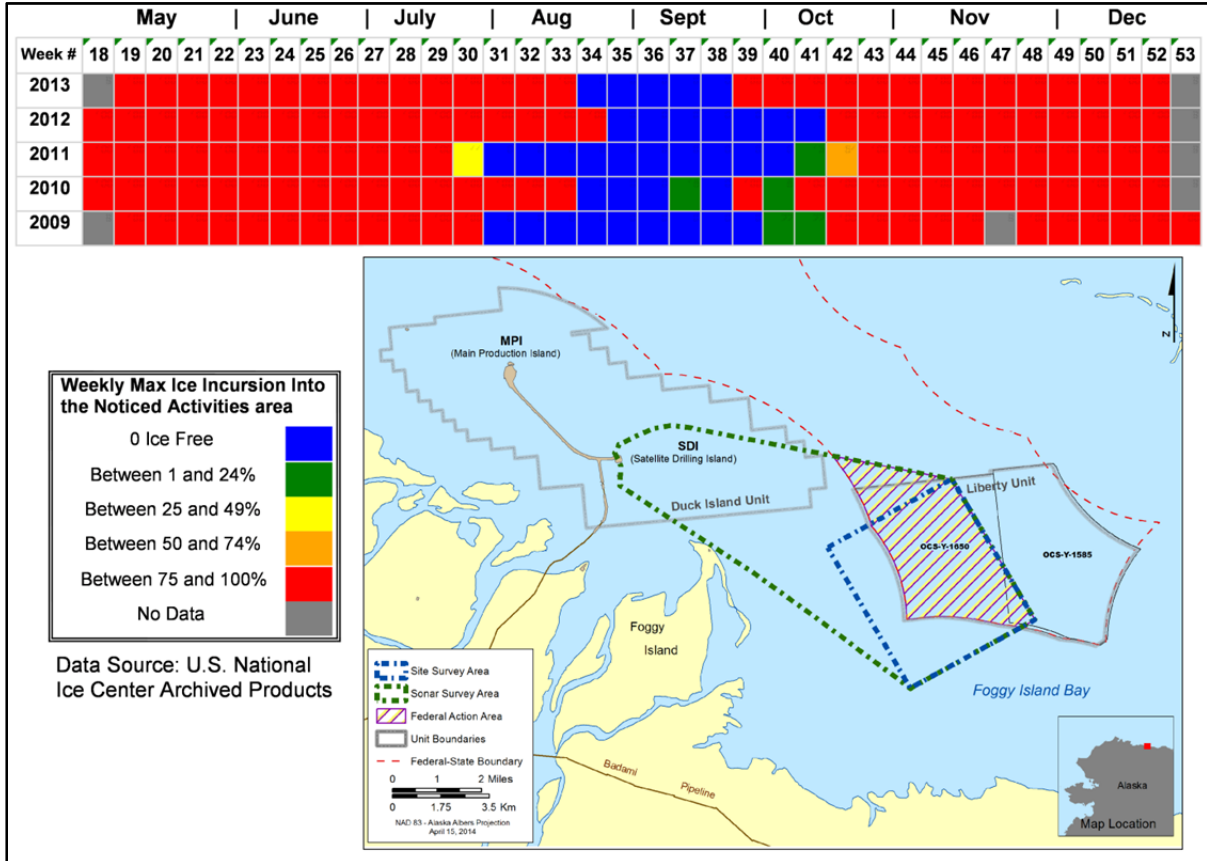 May | June | July | Aug | Sept | Oct | Nov | Dec
Week # 18 19 20 21 22 23 24 25 26 27 28 29 30 31 32 33 34 35 36 37 38 39 40 41 42 43 44 45 46 47 48 49 50 51 52 53
2013
2012
2011
2010
2009
Weekly Max Ice Incursion Into
the Noticed Activities area
0 Ice Free
Between 1 and 24%
Between 25 and 49%
Between 50 and 74%
Between 75 and 100%
No Data
Data Source: U.S. National
Ice Center Archived Products
MPI
(Main Production Island)
SDI
(Satellite Drilling Island)
Duck Island Unit
Liberty Unit
OCS-Y-1650
OCS-Y-1585
Foggy
Island
Foggy Island Bay
Badami
Pipeline
Z
Site Survey Area
Sonar Survey Area
Federal Action Area
Unit Boundaries
Federal-State Boundary
0 1 2 Miles
0 1.75 3.5 Km
NAD 83 - Alaska Albers Projection
April 15, 2014
Alaska
Map Location